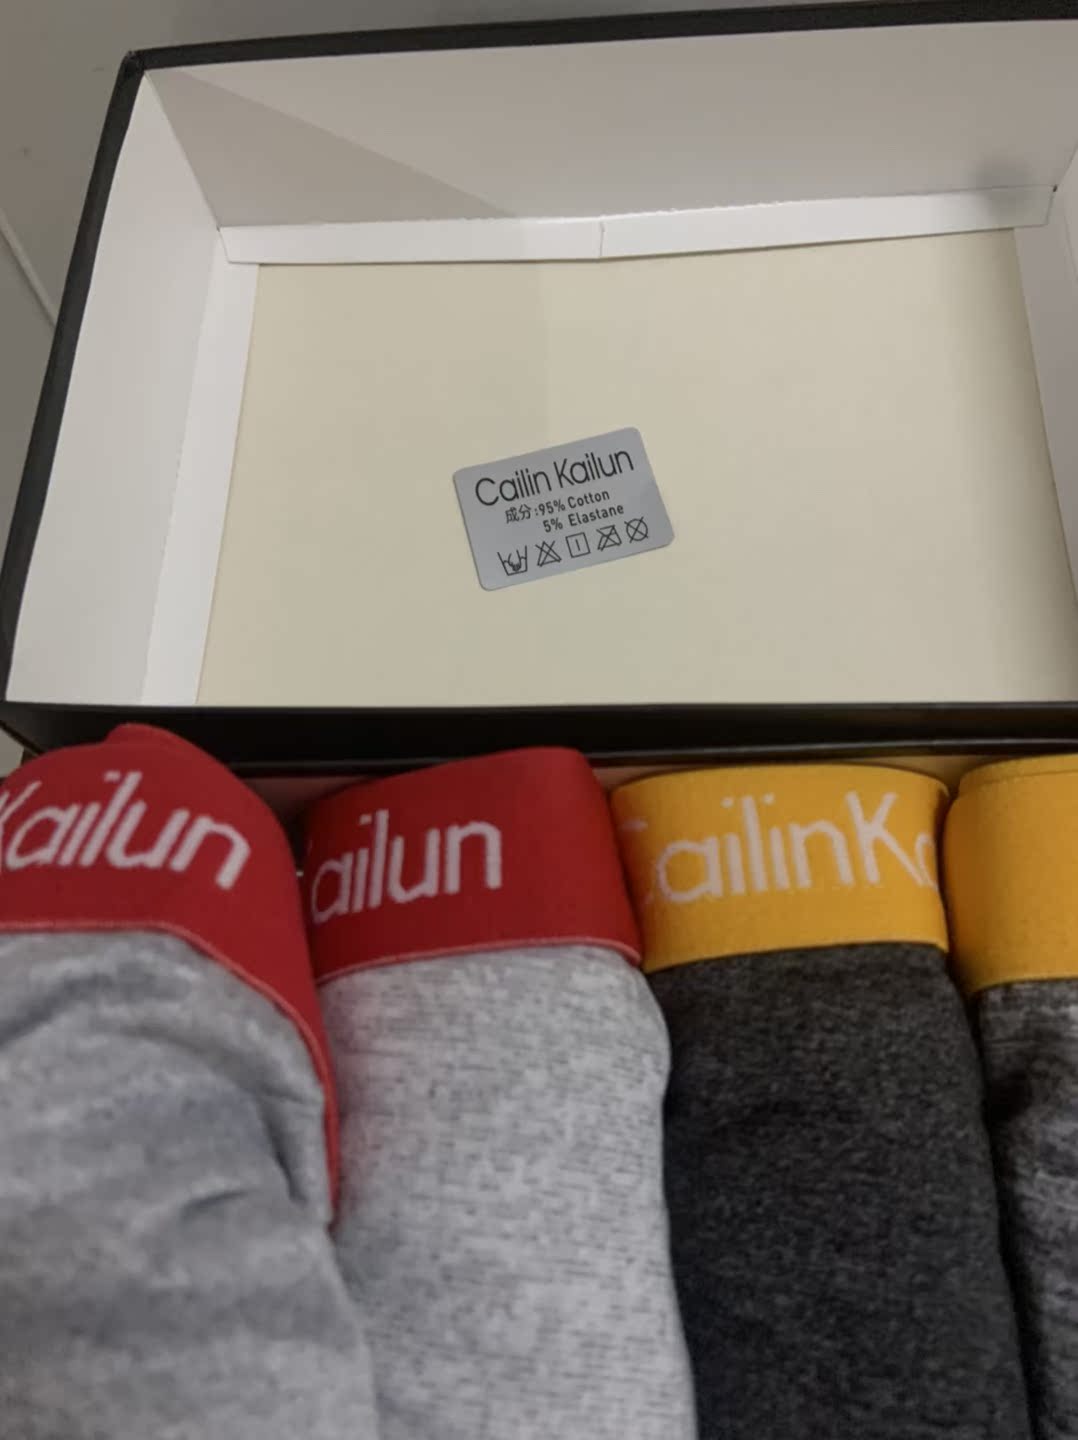 Cailin Kailun
成分:95% Cotton
5% Elastane
Kailun
ailun
CailinKa